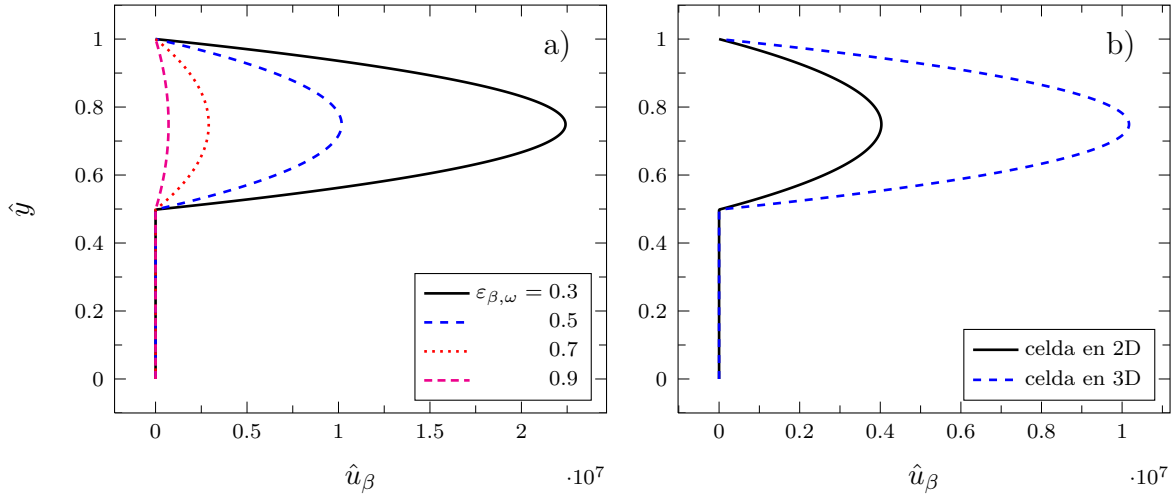 a)
1
0.8
0.6
0.4
0.2
0
ŷ
ε_{β,ω} = 0.3
0.5
0.7
0.9
0 0.5 1 1.5 2
û_β ·10^7
b)
1
0.8
0.6
0.4
0.2
0
celda en 2D
celda en 3D
0 0.2 0.4 0.6 0.8 1
û_β ·10^7